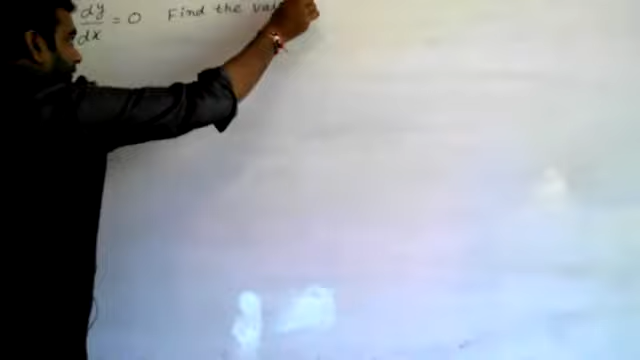 dy/dx = 0 Find the